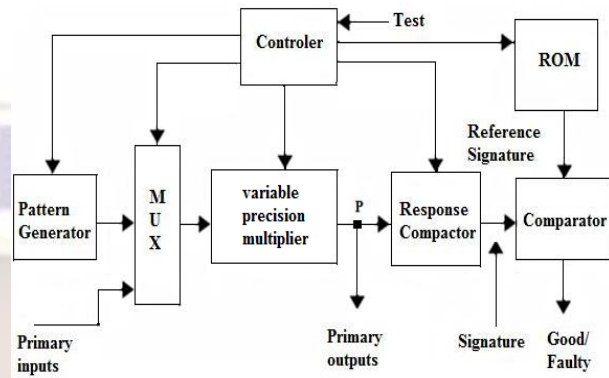 Test
Controler
ROM
Reference
Signature
Pattern
Generator
M
U
X
variable
precision
multiplier
P
Response
Compactor
Comparator
Primary
inputs
Primary
outputs
Signature
Good/
Faulty